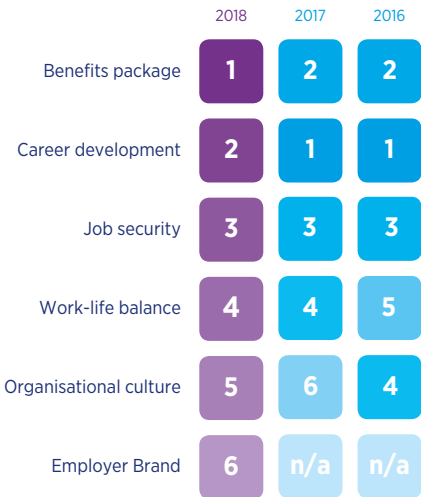 2018 2017 2016
Benefits package 1 2 2
Career development 2 1 1
Job security 3 3 3
Work-life balance 4 4 5
Organisational culture 5 6 4
Employer Brand 6 n/a n/a